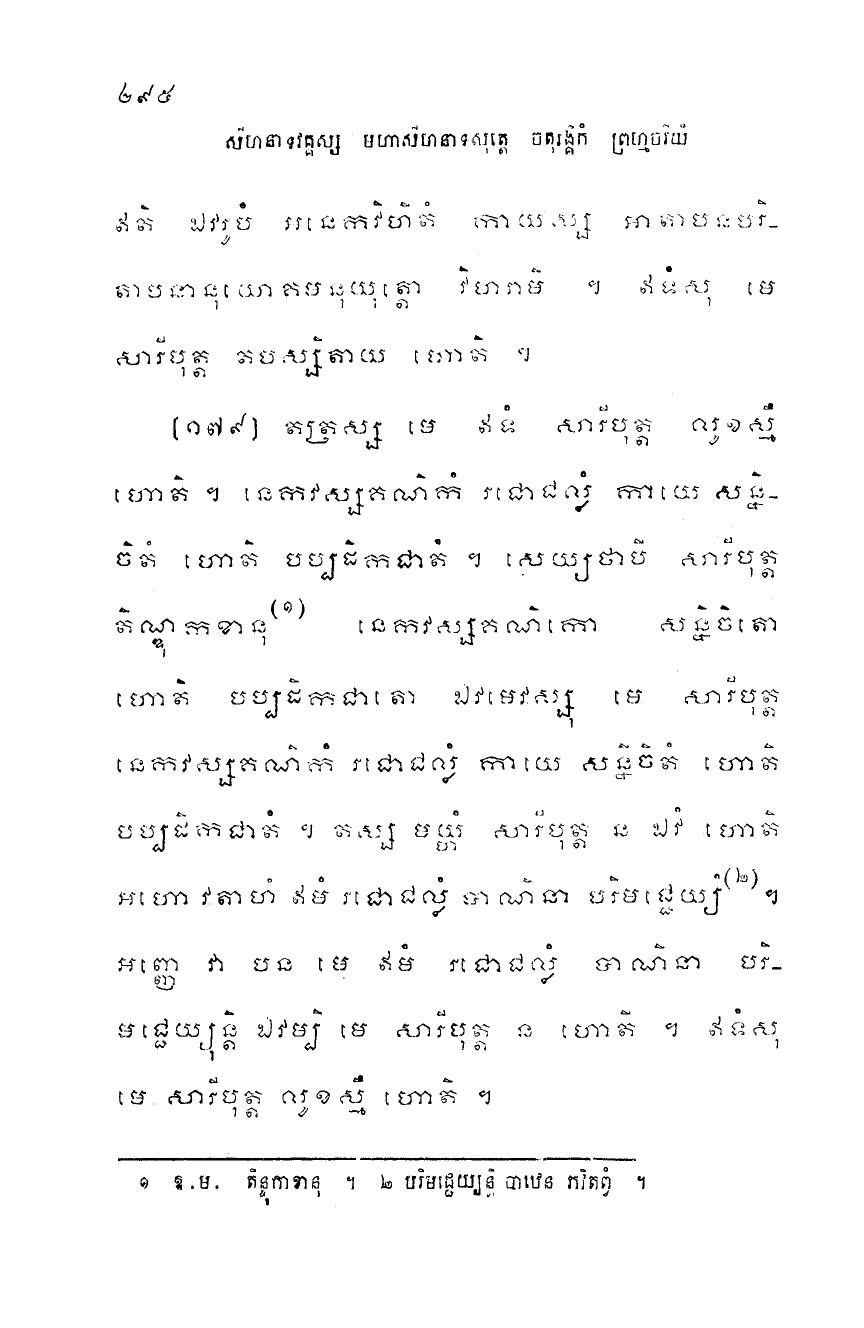 ២៩៥
សីហនាទវគ្គស្ស មហាសីហនាទសុត្តេ ចតុរង្គិកំ ព្រហ្មចរិយំ
ឥតិ ឯវរូបំ អនេកវិហិតំ កាយស្ស អាតាបនបរិ-
តាបនានុយោគមនុយុត្តោ វិហរាមិ ។ ឥទំសុ មេ
សារីបុត្ត តបស្សិតាយ ហោតិ ។
[១៧៩] តត្រស្ស មេ ឥទំ សារីបុត្ត លូខស្មឹ
ហោតិ ។ នេកវស្សគណិកំ រជោជល្លំ កាយេ សន្និ-
ចិតំ ហោតិ បប្បដិកជាតំ ។ សេយ្យថាបិ សារីបុត្ត
តិណ្ឌុកខានុ(១) នេកវស្សគណិកោ សន្និចិតោ
ហោតិ បប្បដិកជាតោ ឯវមេវស្សុ មេ សារីបុត្ត
នេកវស្សគណិកំ រជោជល្លំ កាយេ សន្និចិតំ ហោតិ
បប្បដិកជាតំ ។ តស្ស មយ្ហំ សារីបុត្ត ន ឯវំ ហោតិ
អហោ វតាហំ ឥមំ រជោជល្លំ បាណិនា បរិមជ្ជេយ្យំ(២) ។
អញ្ញេ វា បន មេ ឥមំ រជោជល្លំ បាណិនា បរិ-
មជ្ជេយ្យុន្តិ ឯវម្បិ មេ សារីបុត្ត ន ហោតិ ។ ឥទំសុ
មេ សារីបុត្ត លូខស្មឹ ហោតិ ។
១ ឱ.ម. តិន្ទុកាខានុ ។ ២ បរិមជ្ជេយ្យន្តិ បាឋេន ភវិតព្វំ ។